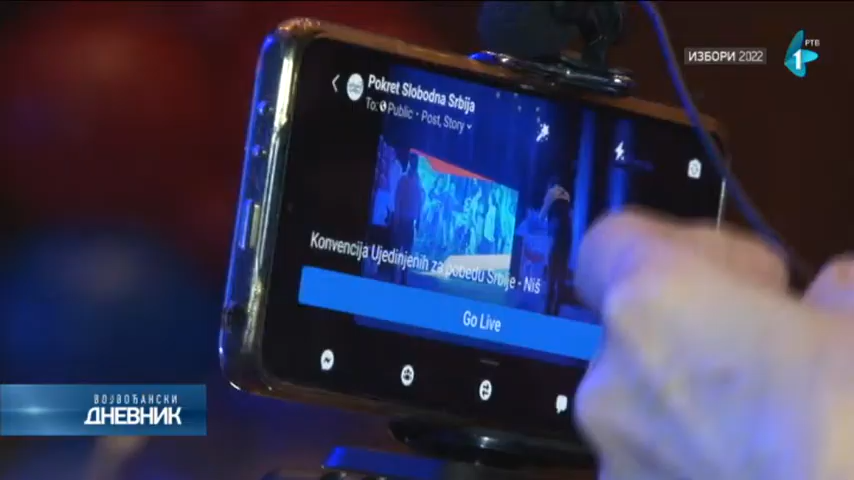 ИЗБОРИ 2022
РТВ
1
Pokret Slobodna Srbija
To: Public · Post, Story
Konvencija Ujedinjenih za pobedu Srbije - Niš
Go Live
ВОЈВОЂАНСКИ
ДНЕВНИК